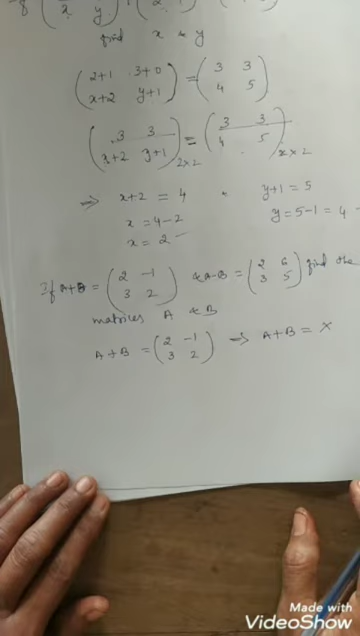 find x & y
(2+1 3+0 / x+2 y+1) = (3 3 / 4 5)
(3 3 / x+2 y+1)2×2 = (3 3 / 4 5)2×2
⇒ x+2 = 4 y+1 = 5
x = 4-2 y = 5-1 = 4
x = 2
If A+B = (2 -1 / 3 2) & A-B = (2 6 / 3 5) find the
matrices A & B
A+B = (2 -1 / 3 2) ⇒ A+B = X
Made with
VideoShow